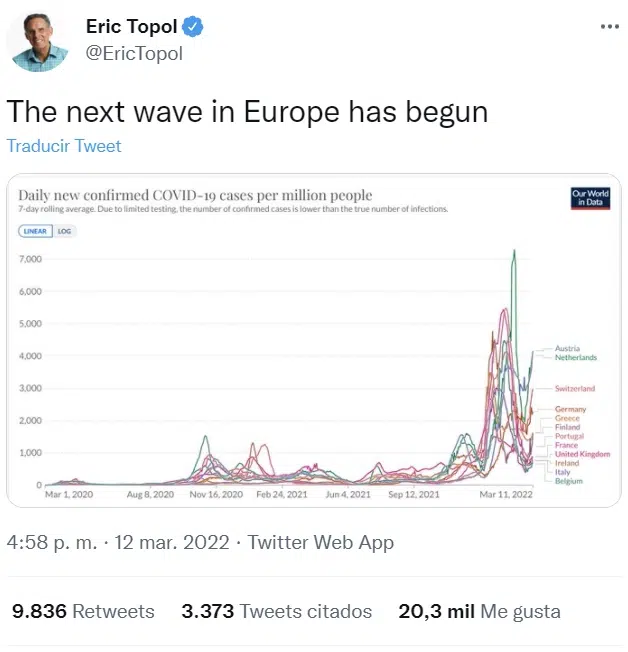 Eric Topol
@EricTopol
The next wave in Europe has begun
Traducir Tweet
Daily new confirmed COVID-19 cases per million people
7-day rolling average. Due to limited testing, the number of confirmed cases is lower than the true number of infections.
Our World
in Data
LINEAR LOG
7,000
6,000
5,000
4,000
3,000
2,000
1,000
0
Austria
Netherlands
Switzerland
Germany
Greece
Finland
Portugal
France
United Kingdom
Ireland
Italy
Belgium
Mar 1, 2020 Aug 8, 2020 Nov 16, 2020 Feb 24, 2021 Jun 4, 2021 Sep 12, 2021 Mar 11, 2022
4:58 p. m. · 12 mar. 2022 · Twitter Web App
9.836 Retweets 3.373 Tweets citados 20,3 mil Me gusta